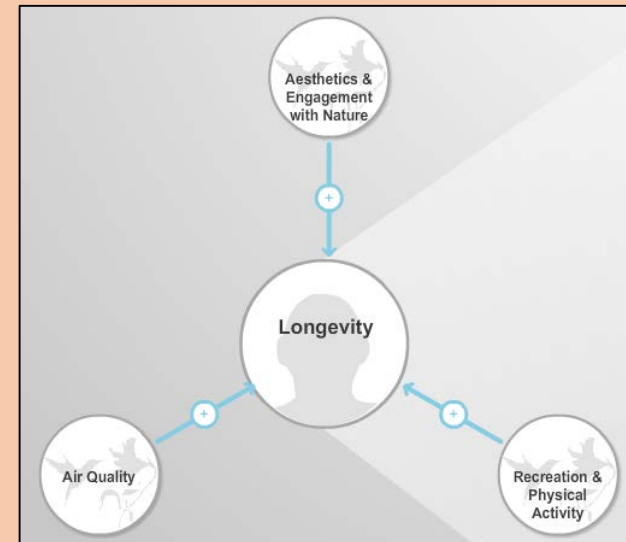 Aesthetics &
Engagement
with Nature
+
Longevity
+
+
Air Quality
Recreation &
Physical
Activity